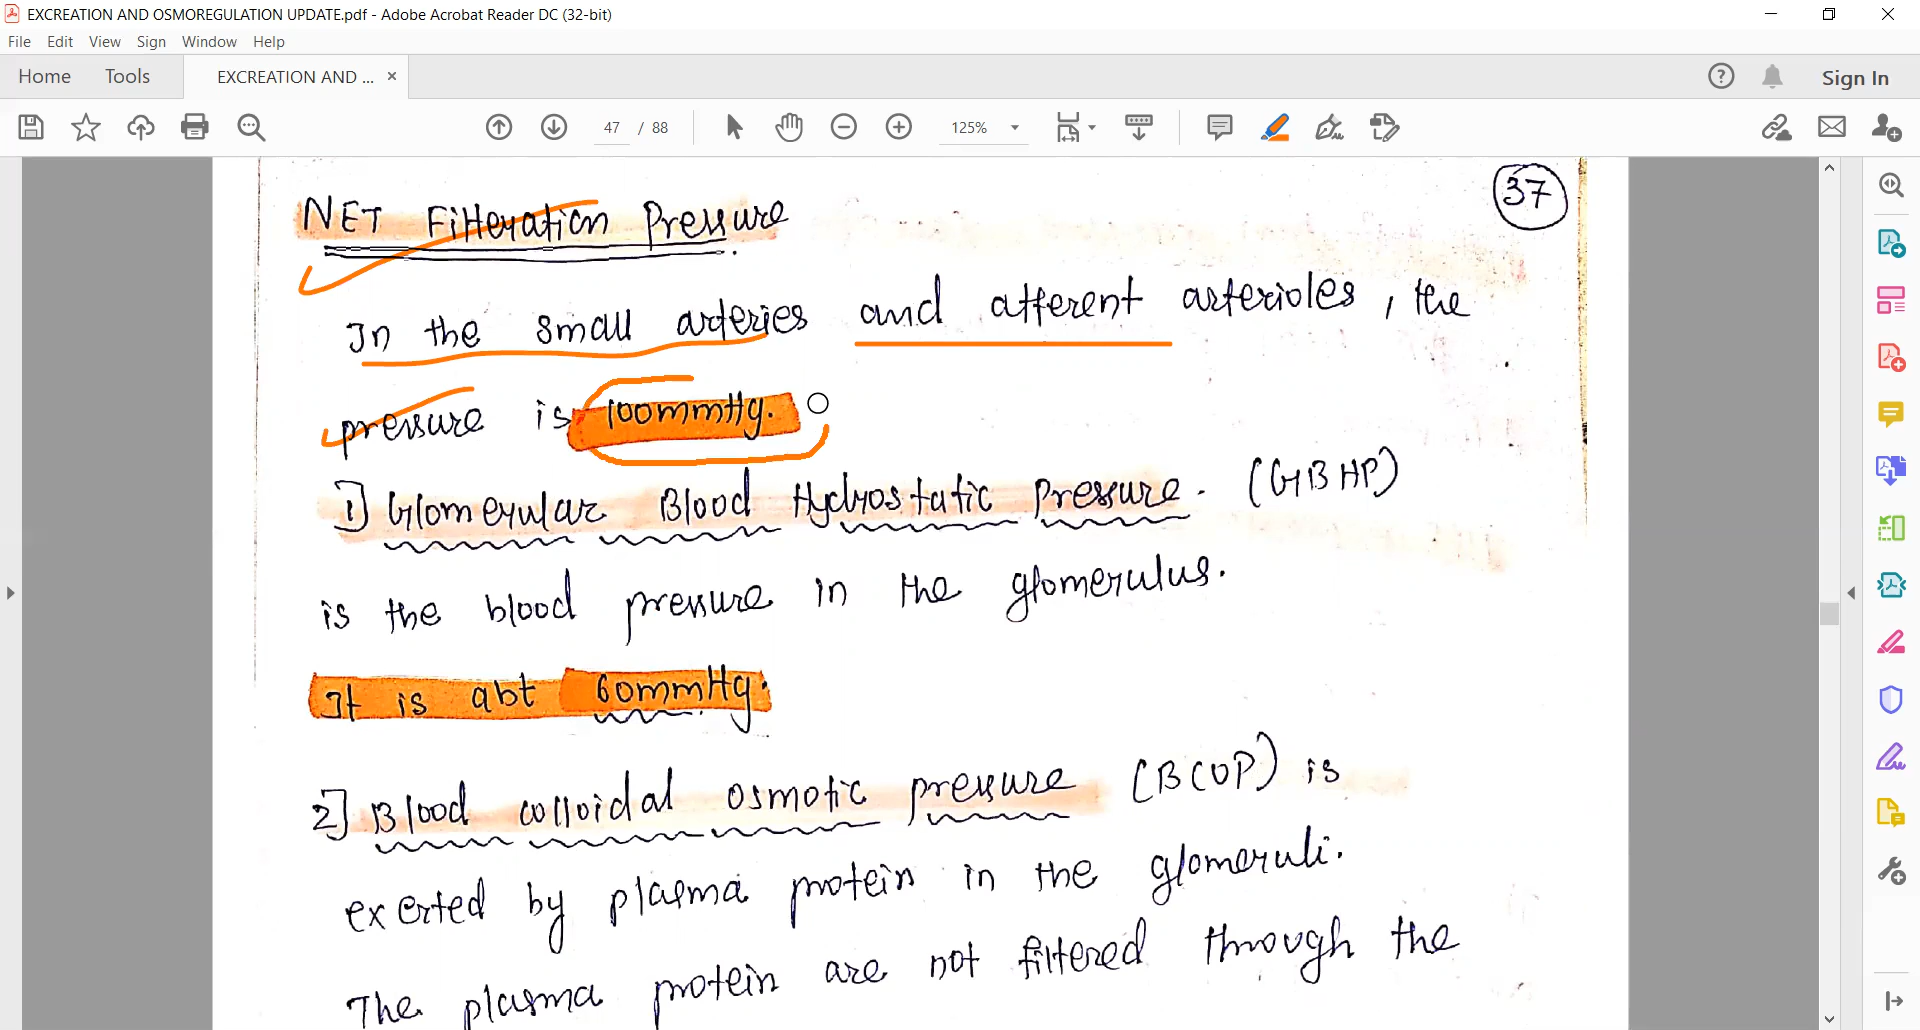 EXCREATION AND OSMOREGULATION UPDATE.pdf - Adobe Acrobat Reader DC (32-bit)
File Edit View Sign Window Help
Home Tools EXCREATION AND ... × Sign In
47 / 88 125%
37
NET Filteration Pressure
In the small arteries and afferent arterioles, the
pressure is 100mmHg.
1] Glomerular Blood Hydrostatic Pressure. (GBHP)
is the blood pressure in the glomerulus.
It is abt 60mmHg.
2] Blood colloidal osmotic pressure (BCOP) is
exerted by plasma protein in the glomeruli.
The plasma protein are not filtered through the